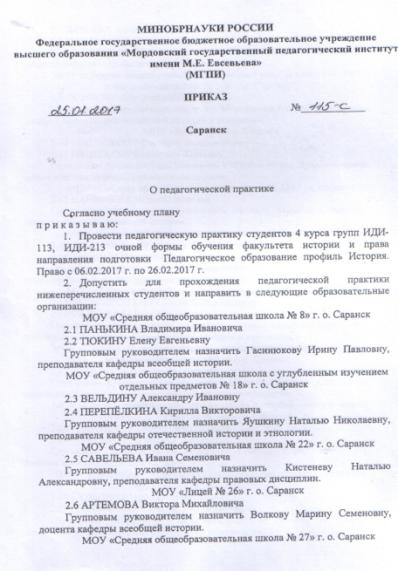 МИНОБРНАУКИ РОССИИ
Федеральное государственное бюджетное образовательное учреждение
высшего образования «Мордовский государственный педагогический институт
имени М.Е. Евсевьева»
(МГПИ)
ПРИКАЗ
25.01.2017 № 115-с
Саранск
О педагогической практике
Согласно учебному плану
п р и к а з ы в а ю:
1. Провести педагогическую практику студентов 4 курса групп ИДИ-
113, ИДИ-213 очной формы обучения факультета истории и права
направления подготовки Педагогическое образование профиль История.
Право с 06.02.2017 г. по 26.02.2017 г.
2. Допустить для прохождения педагогической практики
нижеперечисленных студентов и направить в следующие образовательные
организации:
МОУ «Средняя общеобразовательная школа № 8» г. о. Саранск
2.1 ПАНЬКИНА Владимира Ивановича
2.2 ТЮКИНУ Елену Евгеньевну
Групповым руководителем назначить Гасинюкову Ирину Павловну,
преподавателя кафедры всеобщей истории.
МОУ «Средняя общеобразовательная школа с углубленным изучением
отдельных предметов № 18» г. о. Саранск
2.3 ВЕЛЬДИНУ Александру Ивановну
2.4 ПЕРЕПЁЛКИНА Кирилла Викторовича
Групповым руководителем назначить Яушкину Наталью Николаевну,
преподавателя кафедры отечественной истории и этнологии.
МОУ «Средняя общеобразовательная школа № 22» г. о. Саранск
2.5 САВЕЛЬЕВА Ивана Семеновича
Групповым руководителем назначить Кистеневу Наталью
Александровну, преподавателя кафедры правовых дисциплин.
МОУ «Лицей № 26» г. о. Саранск
2.6 АРТЕМОВА Виктора Михайловича
Групповым руководителем назначить Волкову Марину Семеновну,
доцента кафедры всеобщей истории.
МОУ «Средняя общеобразовательная школа № 27» г. о. Саранск